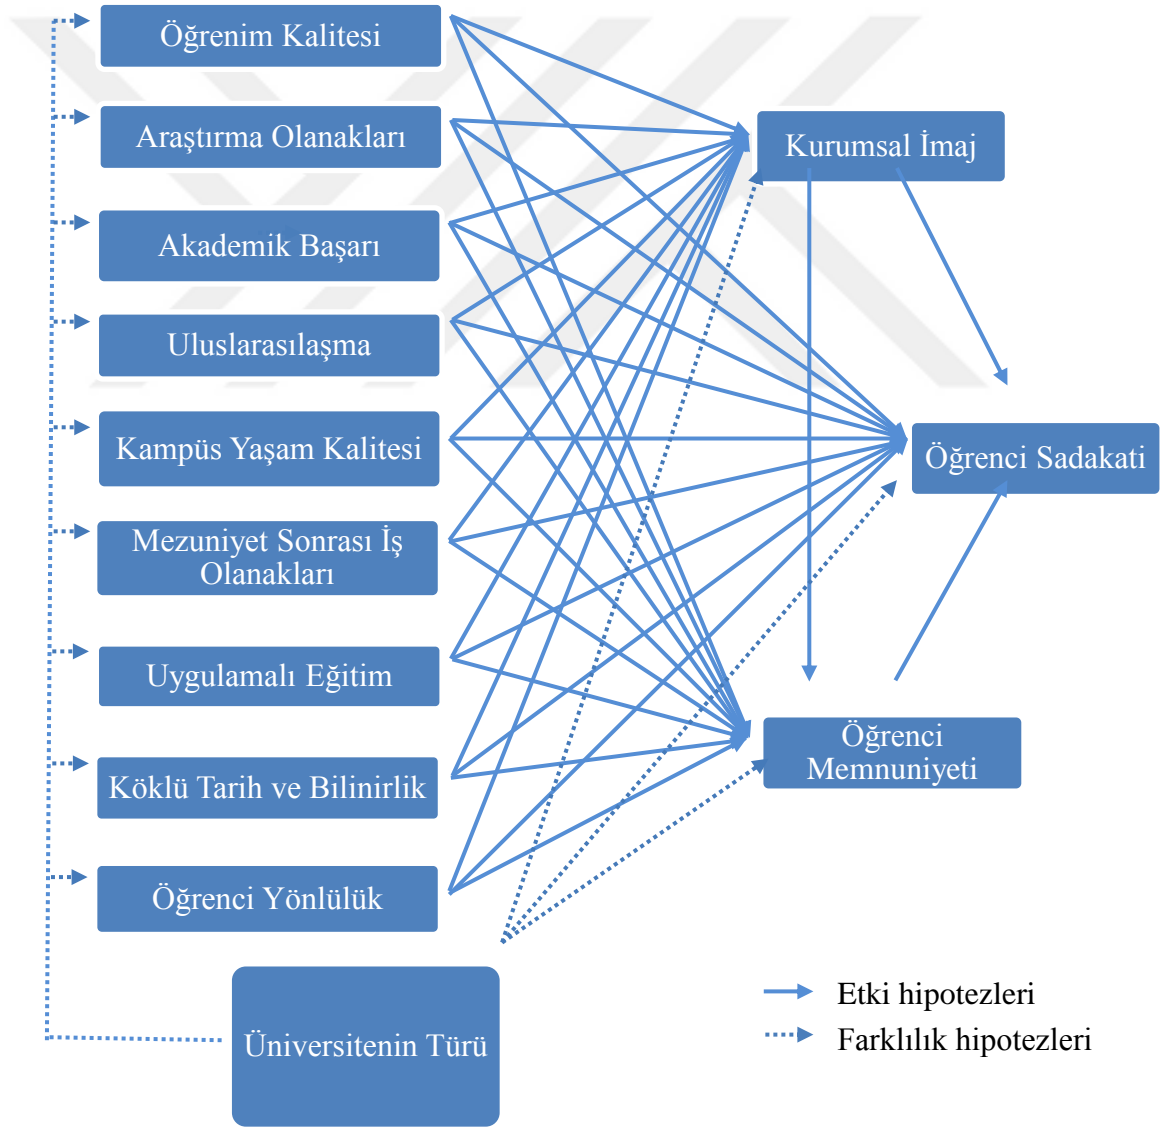 Öğrenim Kalitesi
Araştırma Olanakları
Akademik Başarı
Uluslarasılaşma
Kampüs Yaşam Kalitesi
Mezuniyet Sonrası İş
Olanakları
Uygulamalı Eğitim
Köklü Tarih ve Bilinirlik
Öğrenci Yönlülük
Üniversitenin Türü
Kurumsal İmaj
Öğrenci Sadakati
Öğrenci
Memnuniyeti
Etki hipotezleri
Farklılık hipotezleri